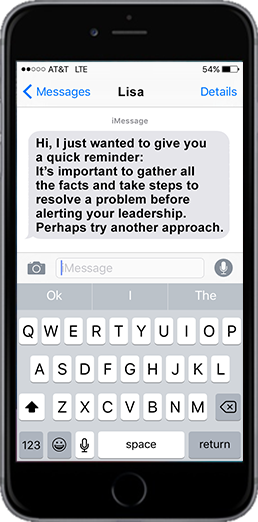 AT&T LTE 54%
Messages Lisa Details
iMessage
Hi, I just wanted to give you
a quick reminder:
It's important to gather all
the facts and take steps to
resolve a problem before
alerting your leadership.
Perhaps try another approach.
Message
Ok I The
Q W E R T Y U I O P
A S D F G H J K L
Z X C V B N M
123 space return